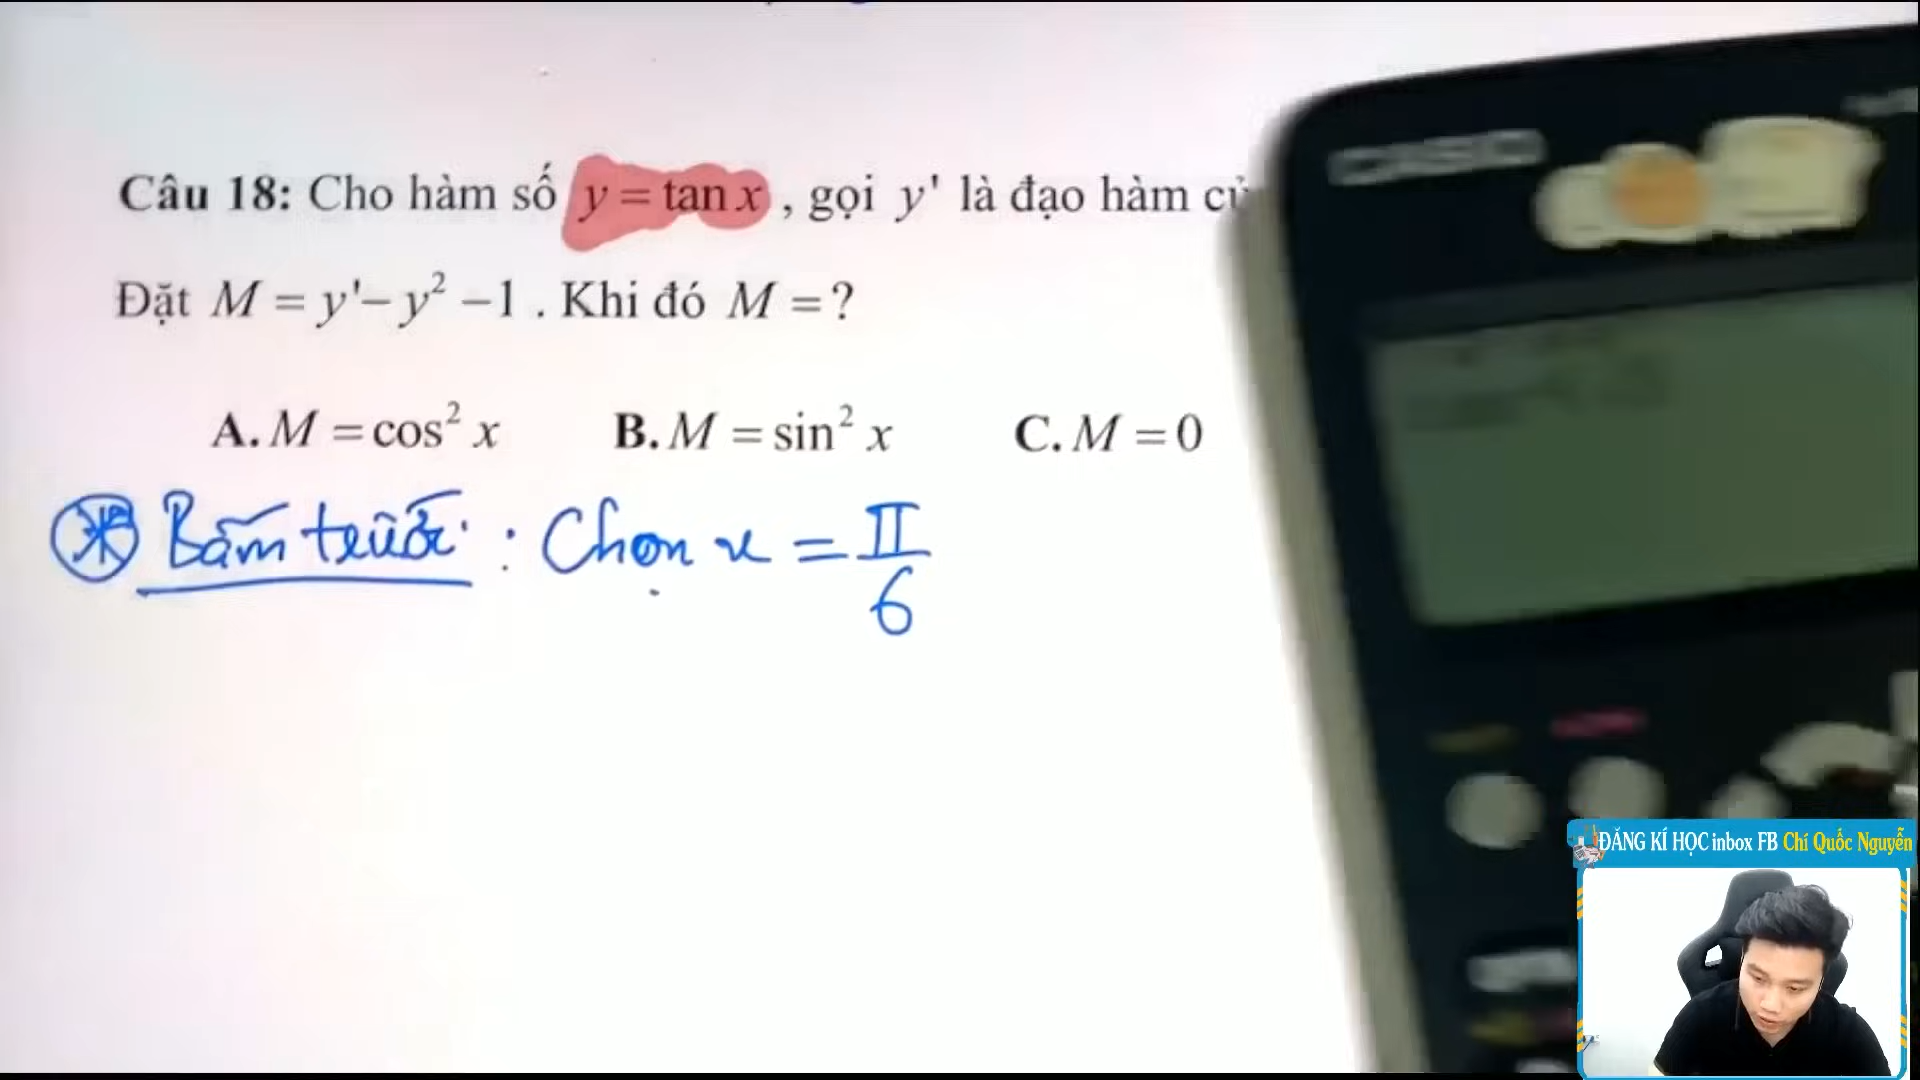 Câu 18: Cho hàm số y = tan x , gọi y' là đạo hàm củ
Đặt M = y' − y² − 1 . Khi đó M = ?
A. M = cos² x B. M = sin² x C. M = 0
Bấm trước : Chọn x = π/6
CASIO
ĐĂNG KÍ HỌC inbox FB Chí Quốc Nguyễn